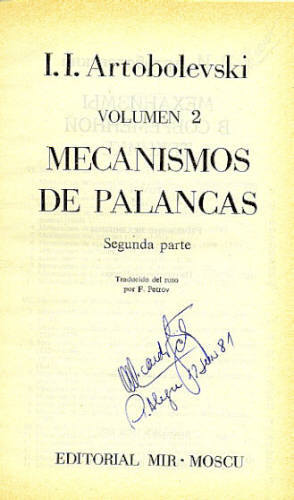 I. I. Artobolevski
VOLUMEN 2
MECANISMOS
DE PALANCAS
Segunda parte
Traducido del ruso
por F. Petrov
EDITORIAL MIR · MOSCU